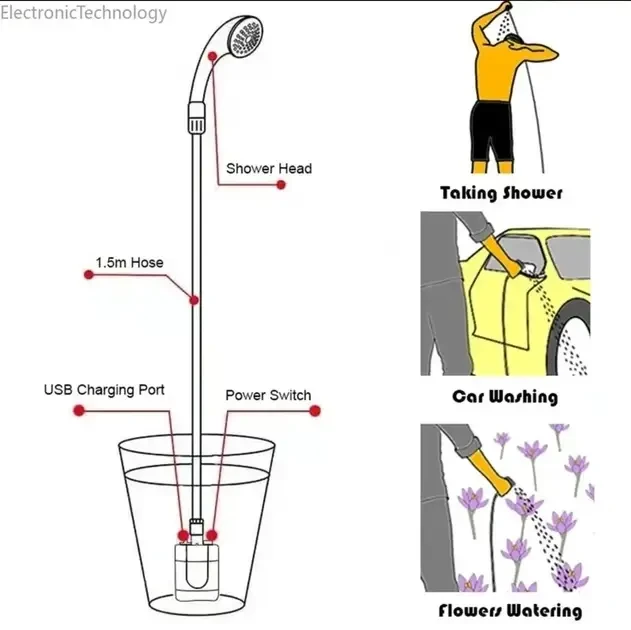 ElectronicTechnology
Shower Head
1.5m Hose
USB Charging Port
Power Switch
Taking Shower
Car Washing
Flowers Watering